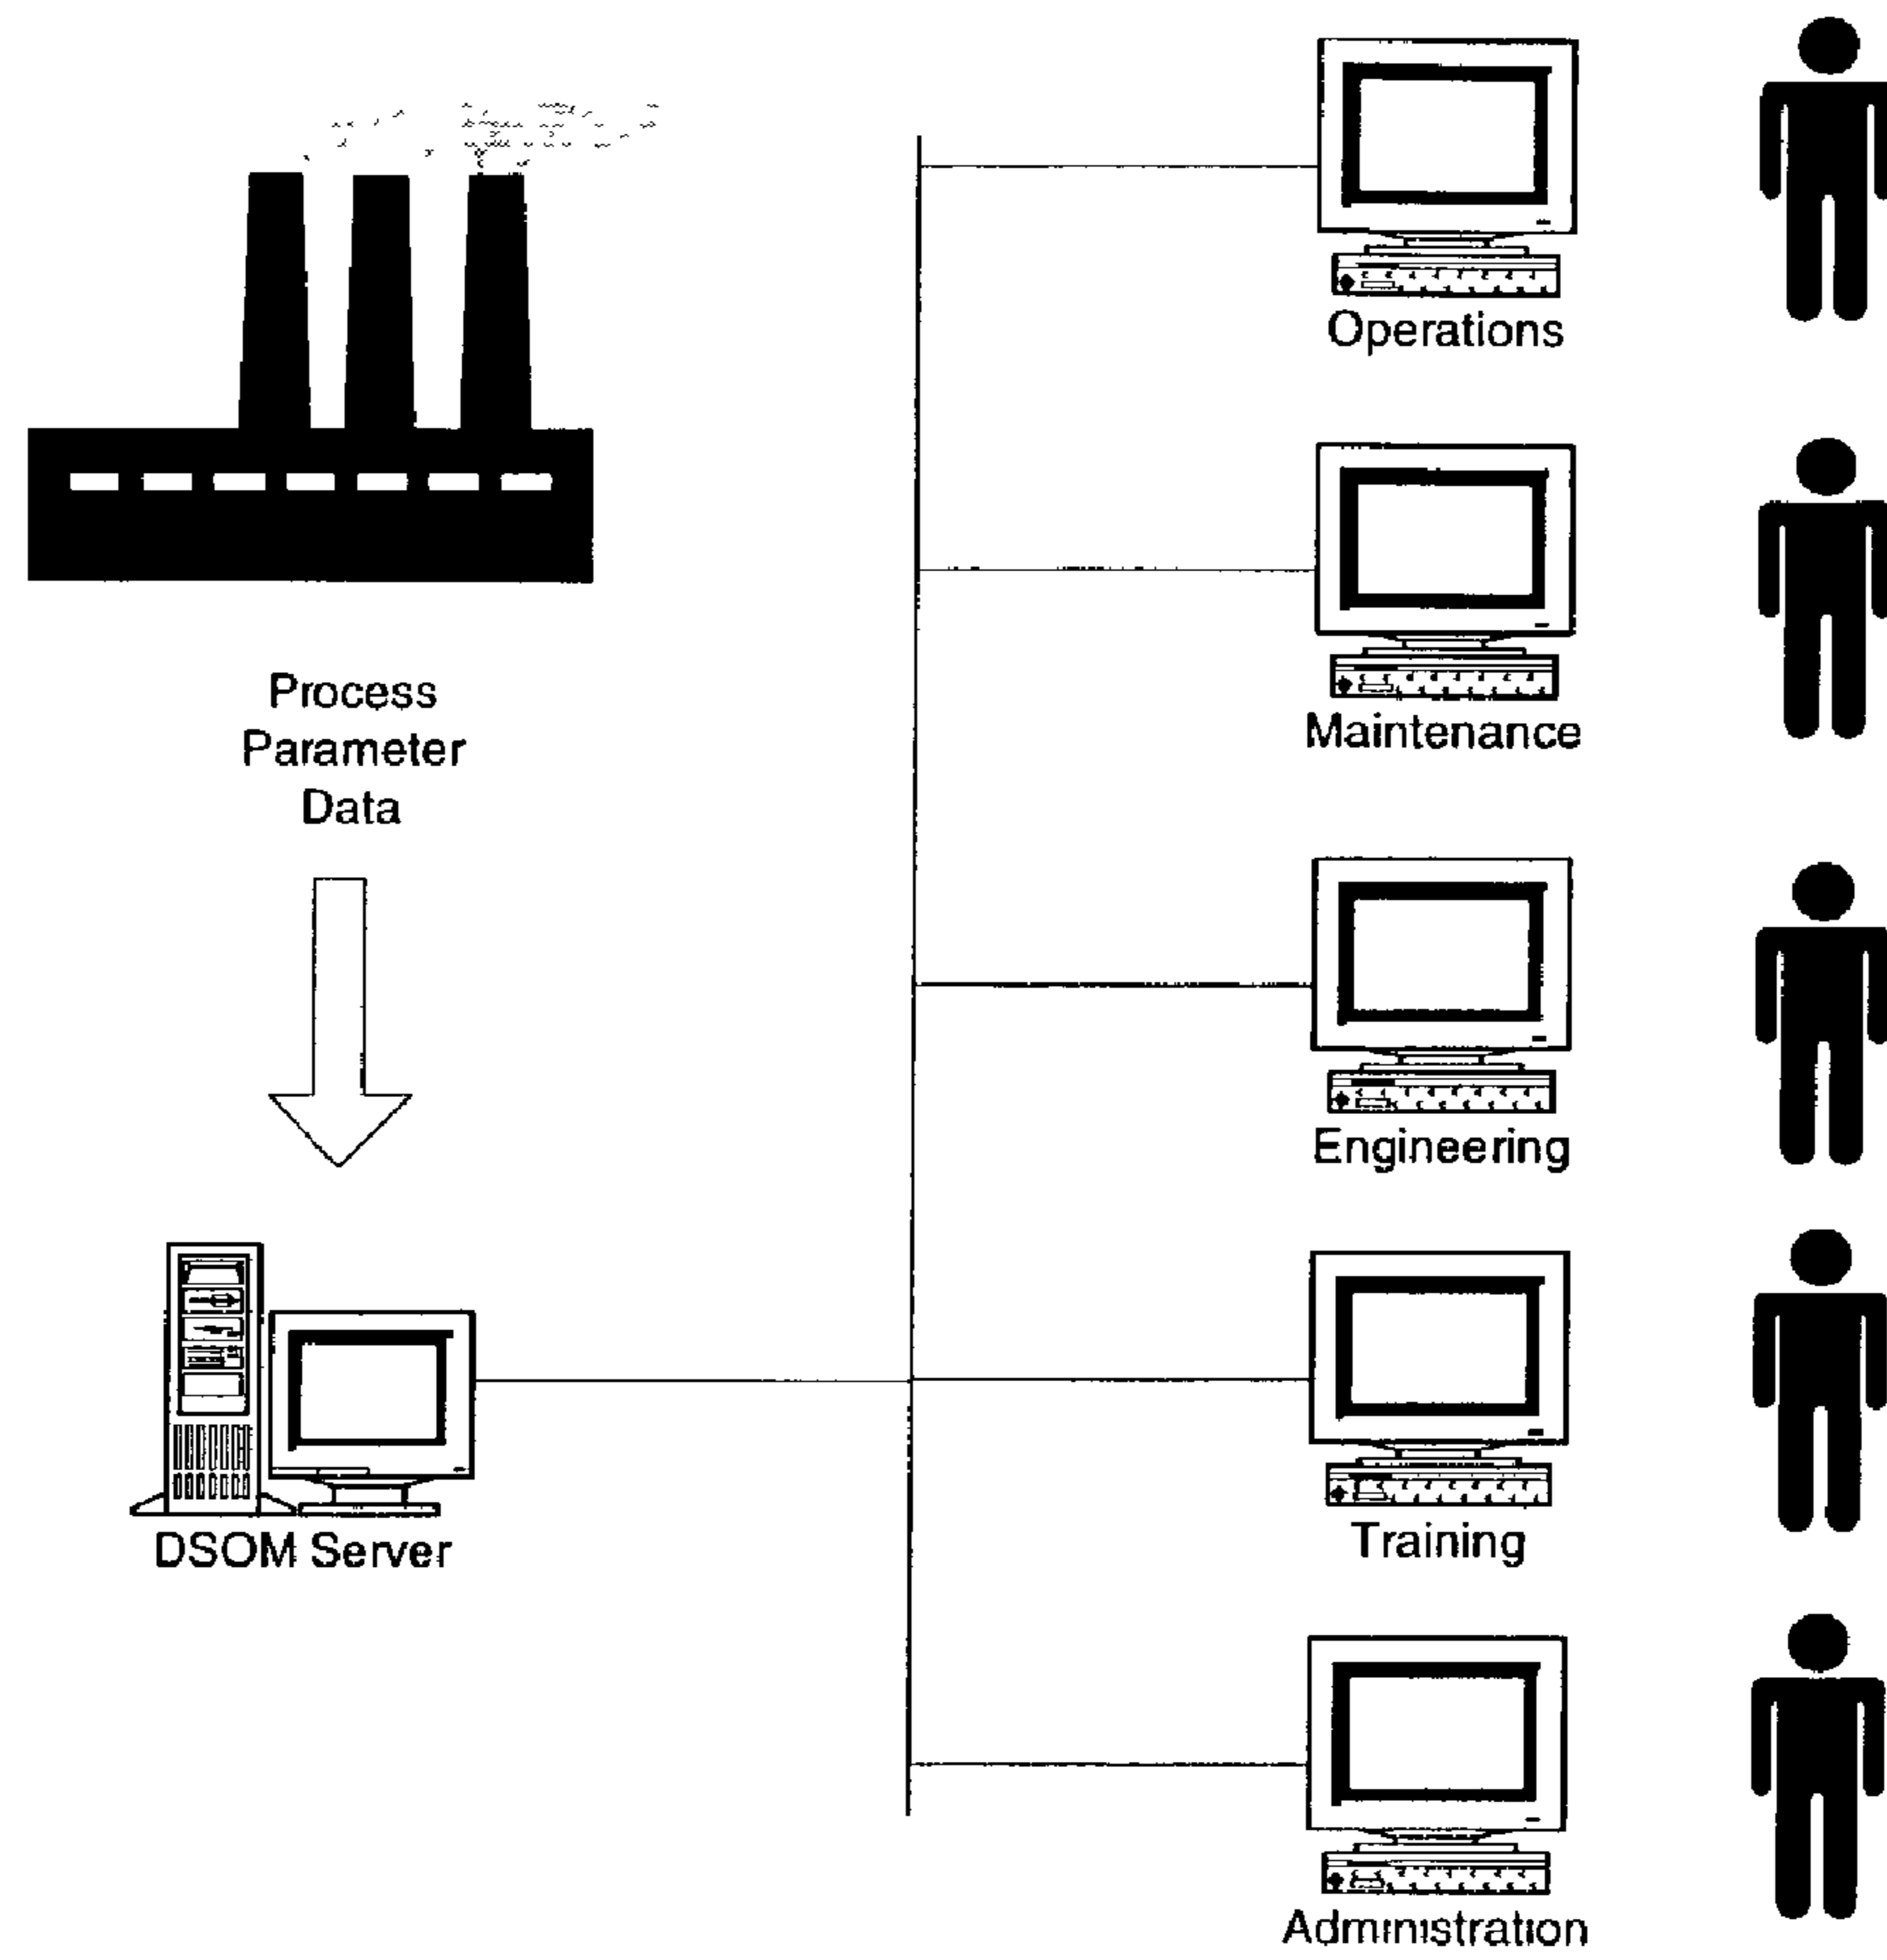 Process
Parameter
Data
DSOM Server
Operations
Maintenance
Engineering
Training
Administration